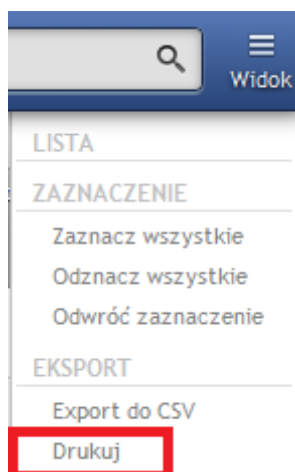 Widok
LISTA
ZAZNACZENIE
Zaznacz wszystkie
Odznacz wszystkie
Odwróć zaznaczenie
EKSPORT
Export do CSV
Drukuj